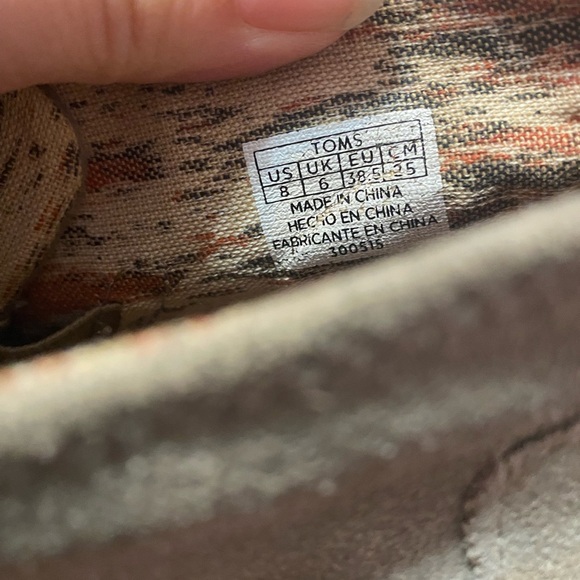 TOMS
US UK EU CM
8 6 38.5 25
MADE IN CHINA
HECHO EN CHINA
FABRICANTE EN CHINA
300515